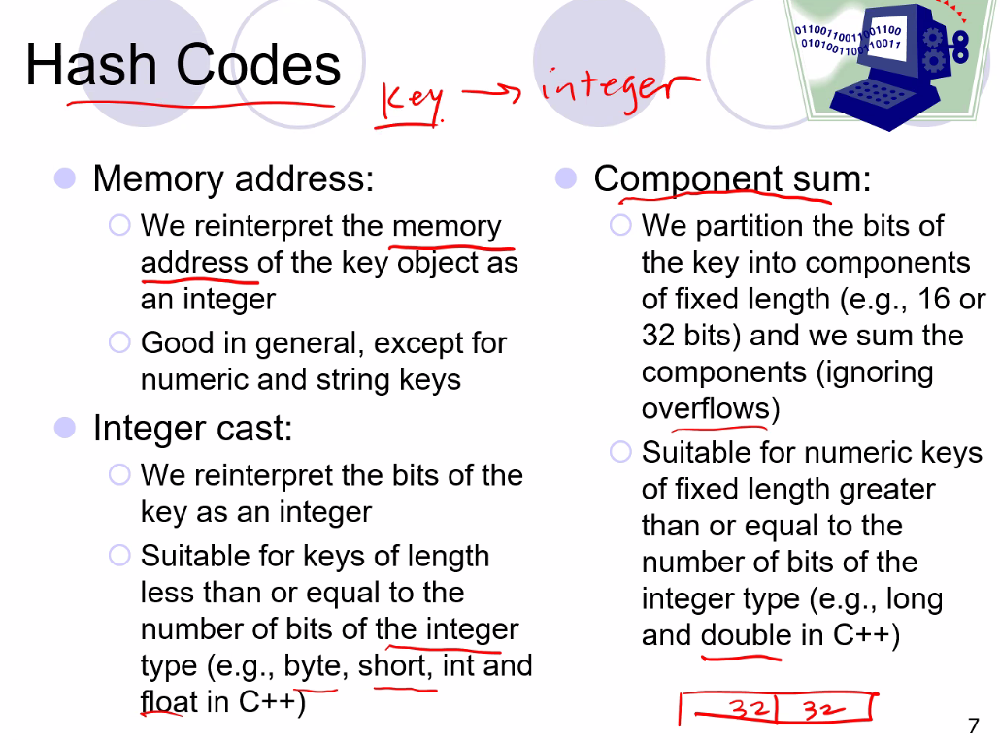 01100110011001100
0101001100110011
Hash Codes
key → integer
Memory address:
We reinterpret the memory
address of the key object as
an integer
Good in general, except for
numeric and string keys
Integer cast:
We reinterpret the bits of the
key as an integer
Suitable for keys of length
less than or equal to the
number of bits of the integer
type (e.g., byte, short, int and
float in C++)
Component sum:
We partition the bits of
the key into components
of fixed length (e.g., 16 or
32 bits) and we sum the
components (ignoring
overflows)
Suitable for numeric keys
of fixed length greater
than or equal to the
number of bits of the
integer type (e.g., long
and double in C++)
32 32
7